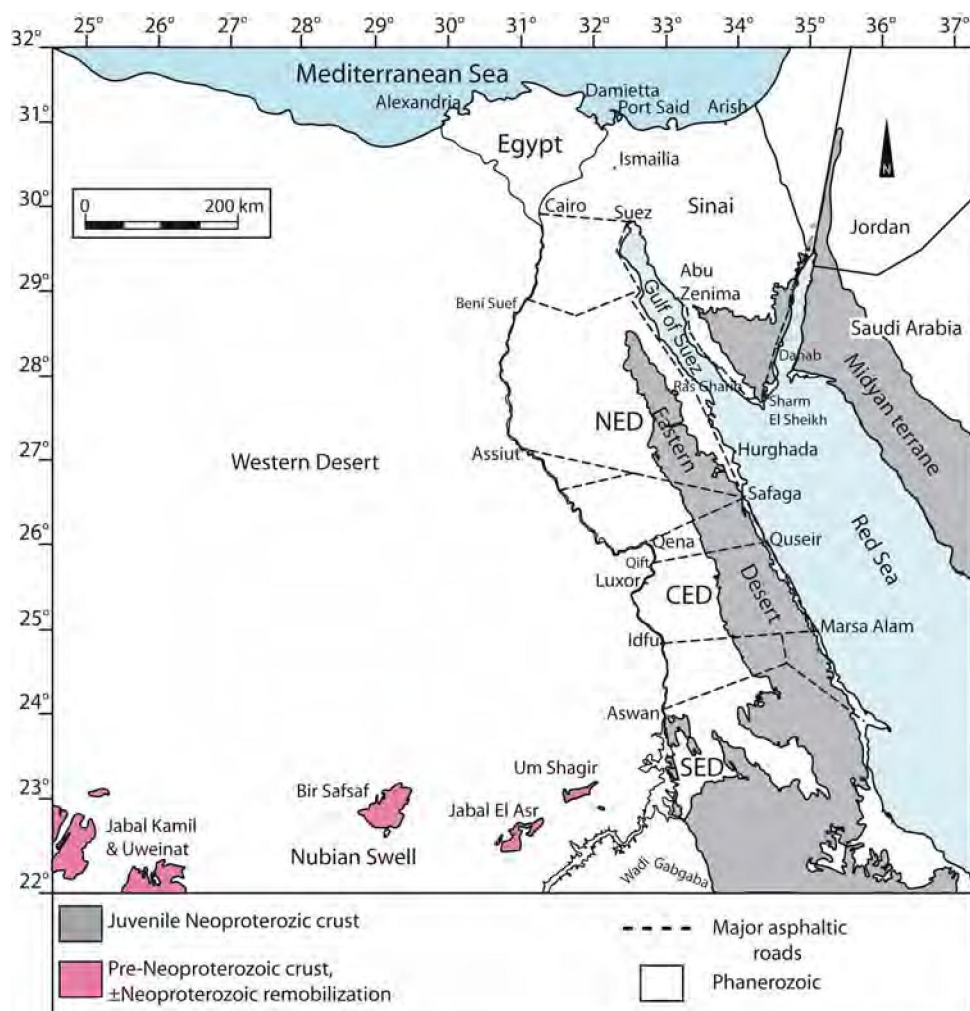 25° 26° 27° 28° 29° 30° 31° 32° 33° 34° 35° 36° 37°
32°
Mediterranean Sea
Alexandria
Damietta
Port Said
Arish
31°
Egypt
Ismailia
N
30°
0 200 km
Cairo
Suez
Sinai
Jordan
29°
Beni Suef
Gulf of Suez
Abu
Zenima
Saudi Arabia
Dahab
28°
Ras Gharib
Sharm
El Sheikh
Midyan terrane
NED
Eastern
Desert
27°
Western Desert
Assiut
Hurghada
Safaga
Red Sea
26°
Qena
Quseir
Qift
Luxor
CED
25°
Idfu
Marsa Alam
24°
Aswan
SED
23°
Bir Safsaf
Um Shagir
Jabal El Asr
Jabal Kamil
& Uweinat
Nubian Swell
Wadi Gabgaba
22°
Juvenile Neoproterozic crust
Pre-Neoproterozoic crust,
±Neoproterozoic remobilization
Major asphaltic
roads
Phanerozoic